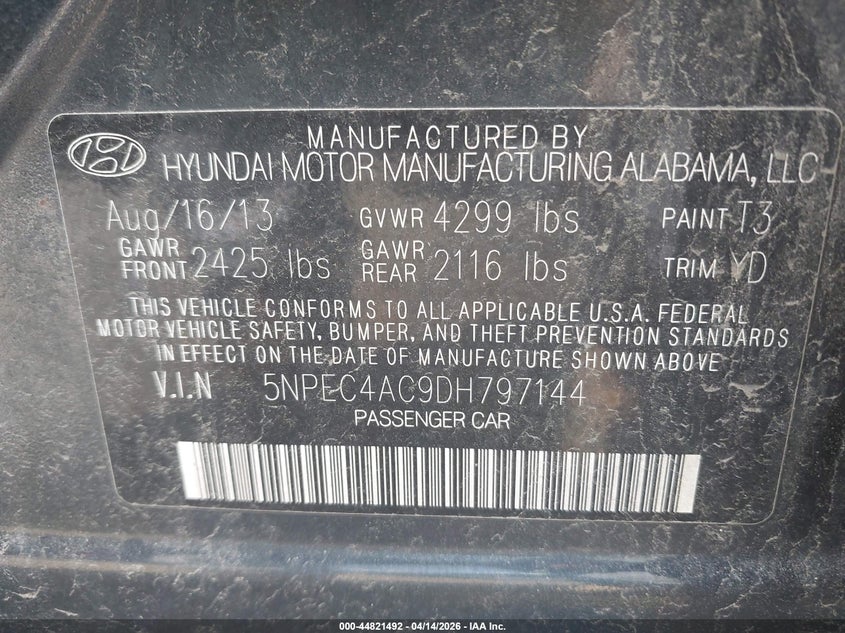 MANUFACTURED BY
HYUNDAI MOTOR MANUFACTURING ALABAMA, LLC
Aug/16/13 GVWR 4299 lbs PAINT T3
GAWR FRONT 2425 lbs GAWR REAR 2116 lbs TRIM YD
THIS VEHICLE CONFORMS TO ALL APPLICABLE U.S.A. FEDERAL
MOTOR VEHICLE SAFETY, BUMPER, AND THEFT PREVENTION STANDARDS
IN EFFECT ON THE DATE OF MANUFACTURE SHOWN ABOVE
V.I.N 5NPEC4AC9DH797144
PASSENGER CAR
000-44821492 - 04/14/2026 - IAA Inc.